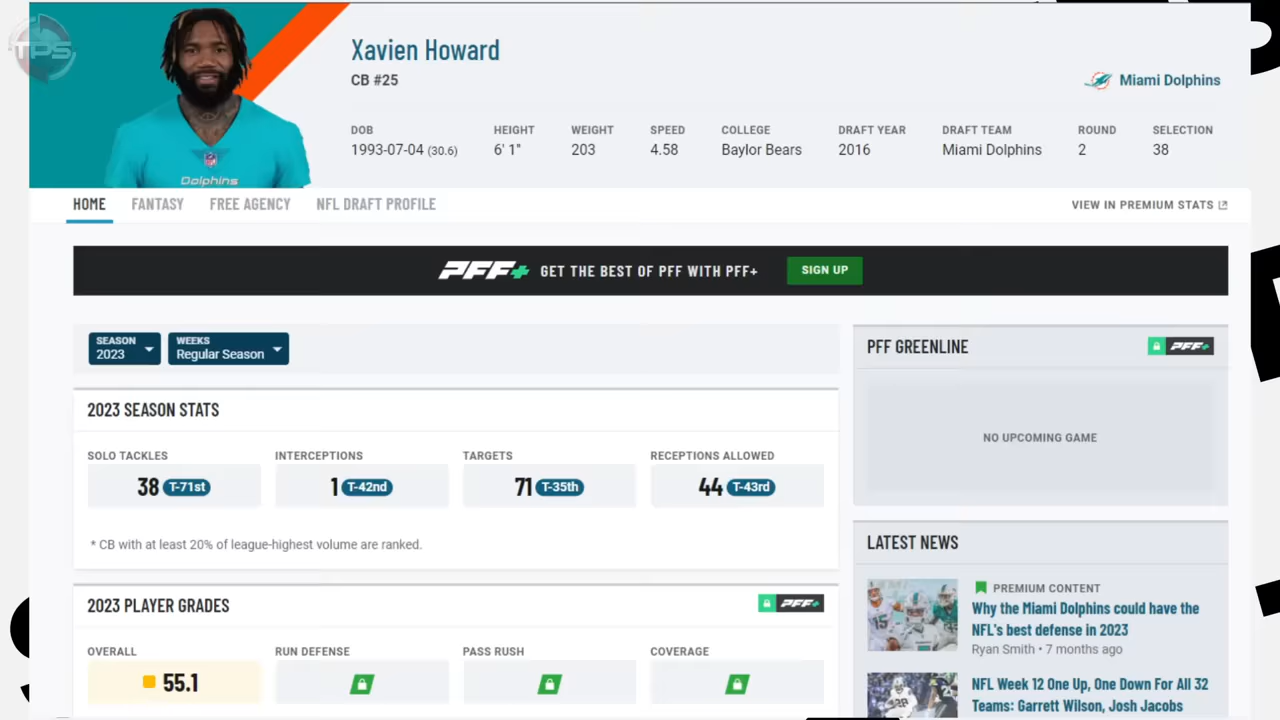 TPS
Xavien Howard
CB #25
Miami Dolphins
DOB
HEIGHT
WEIGHT
SPEED
COLLEGE
DRAFT YEAR
DRAFT TEAM
ROUND
SELECTION
1993-07-04 (30.6)
6' 1"
203
4.58
Baylor Bears
2016
Miami Dolphins
2
38
Dolphins
HOME
FANTASY
FREE AGENCY
NFL DRAFT PROFILE
VIEW IN PREMIUM STATS
PFF+ GET THE BEST OF PFF WITH PFF+
SIGN UP
SEASON
2023
WEEKS
Regular Season
2023 SEASON STATS
SOLO TACKLES
INTERCEPTIONS
TARGETS
RECEPTIONS ALLOWED
38 T-71st
1 T-42nd
71 T-35th
44 T-43rd
* CB with at least 20% of league-highest volume are ranked.
2023 PLAYER GRADES
PFF+
OVERALL
RUN DEFENSE
PASS RUSH
COVERAGE
55.1
PFF GREENLINE
PFF+
NO UPCOMING GAME
LATEST NEWS
PREMIUM CONTENT
Why the Miami Dolphins could have the
NFL's best defense in 2023
Ryan Smith • 7 months ago
NFL Week 12 One Up, One Down For All 32
Teams: Garrett Wilson, Josh Jacobs